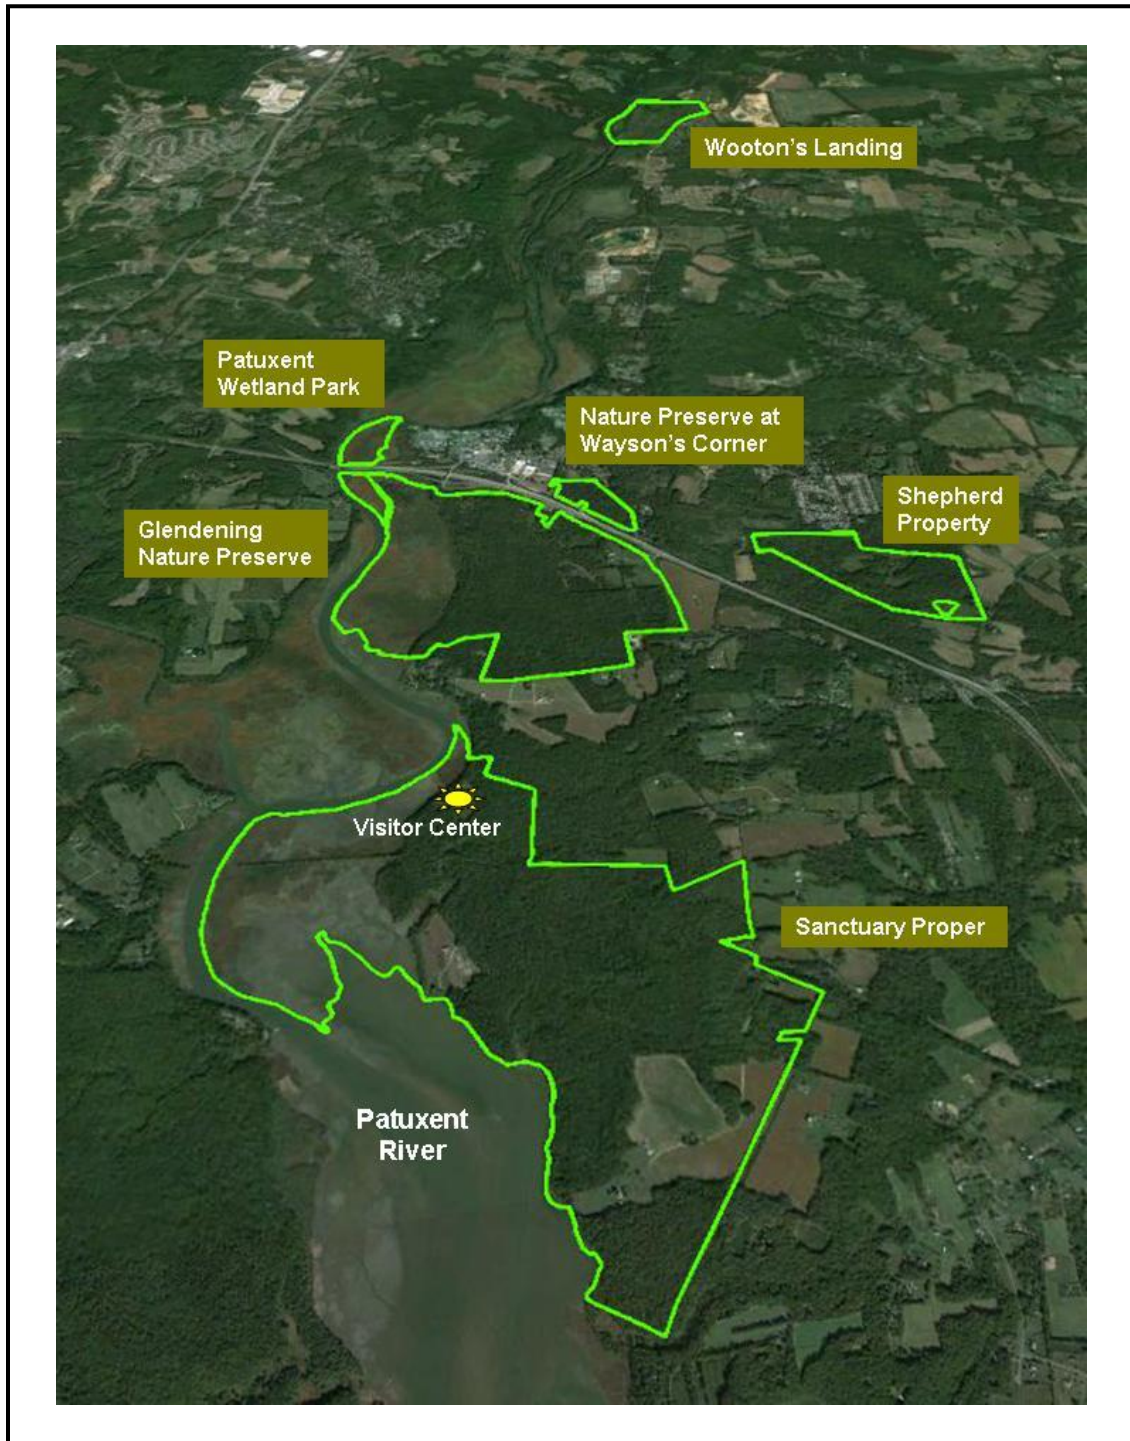 Wooton's Landing
Patuxent
Wetland Park
Nature Preserve at
Wayson's Corner
Shepherd
Property
Glendening
Nature Preserve
Visitor Center
Sanctuary Proper
Patuxent
River